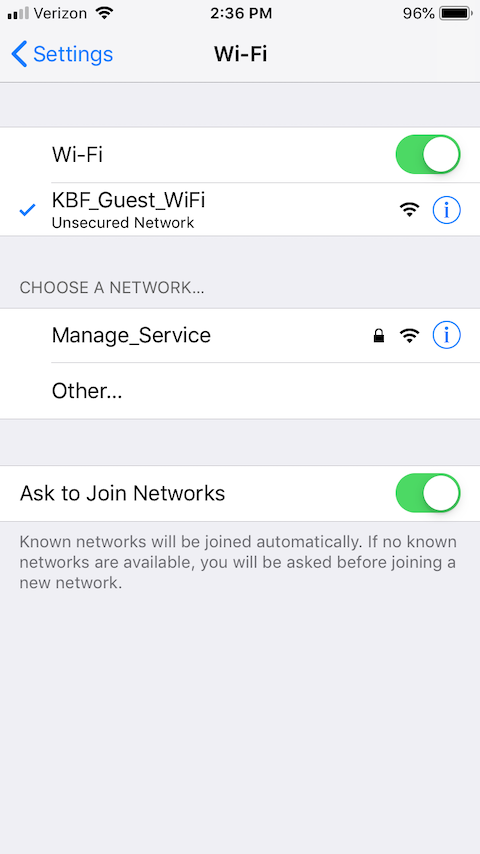 Verizon 2:36 PM 96%
Settings Wi-Fi
Wi-Fi
KBF_Guest_WiFi
Unsecured Network
CHOOSE A NETWORK...
Manage_Service
Other...
Ask to Join Networks
Known networks will be joined automatically. If no known
networks are available, you will be asked before joining a
new network.